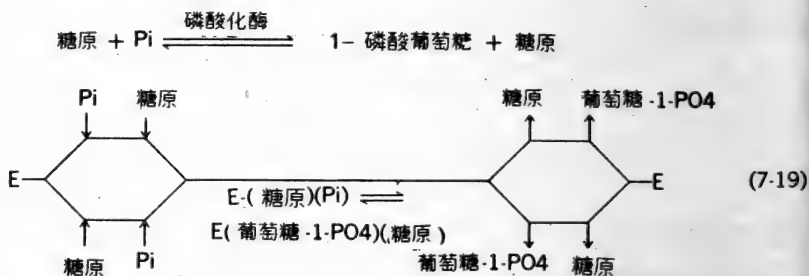 磷酸化酶
糖原 + Pi ⇌ 1- 磷酸葡萄糖 + 糖原
Pi 糖原 糖原 葡萄糖 -1-PO4
E E (7-19)
E-( 糖原)(Pi) ⇌
E( 葡萄糖 -1-PO4)(糖原)
糖原 Pi 葡萄糖 -1-PO4 糖原